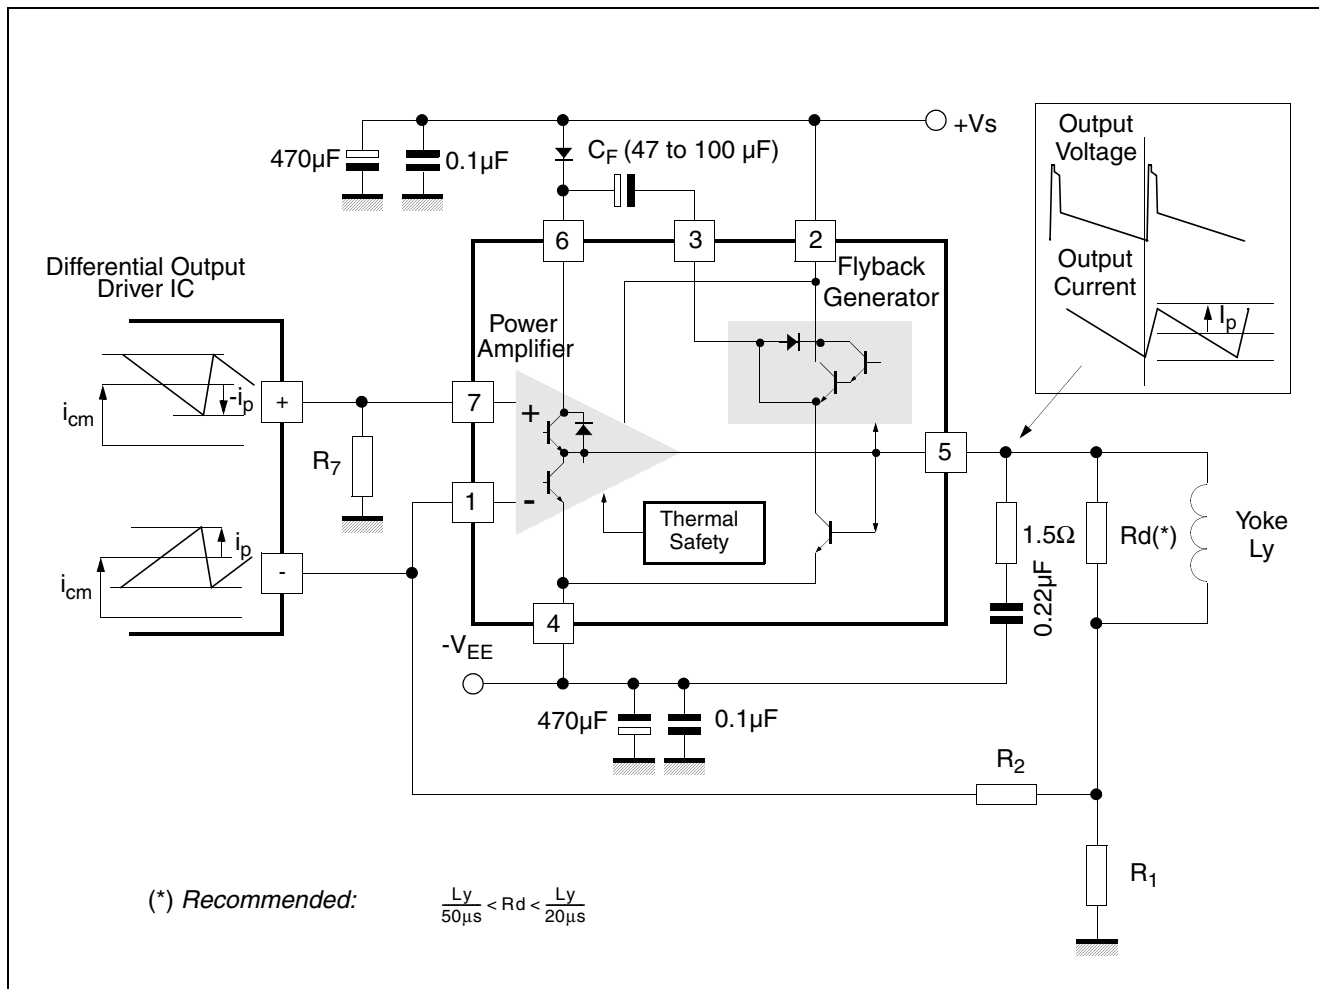 +Vs
470µF
0.1µF
C_F (47 to 100 µF)
Output
Voltage
Output
Current
I_p
6
3
2
Differential Output
Driver IC
Flyback
Generator
Power
Amplifier
-i_p
i_cm
+
7
+
R_7
5
1
-
Thermal
Safety
1.5Ω
Rd(*)
Yoke
Ly
i_p
i_cm
-
0.22µF
4
-V_EE
470µF
0.1µF
R_2
R_1
(*) Recommended:
Ly/50µs < Rd < Ly/20µs